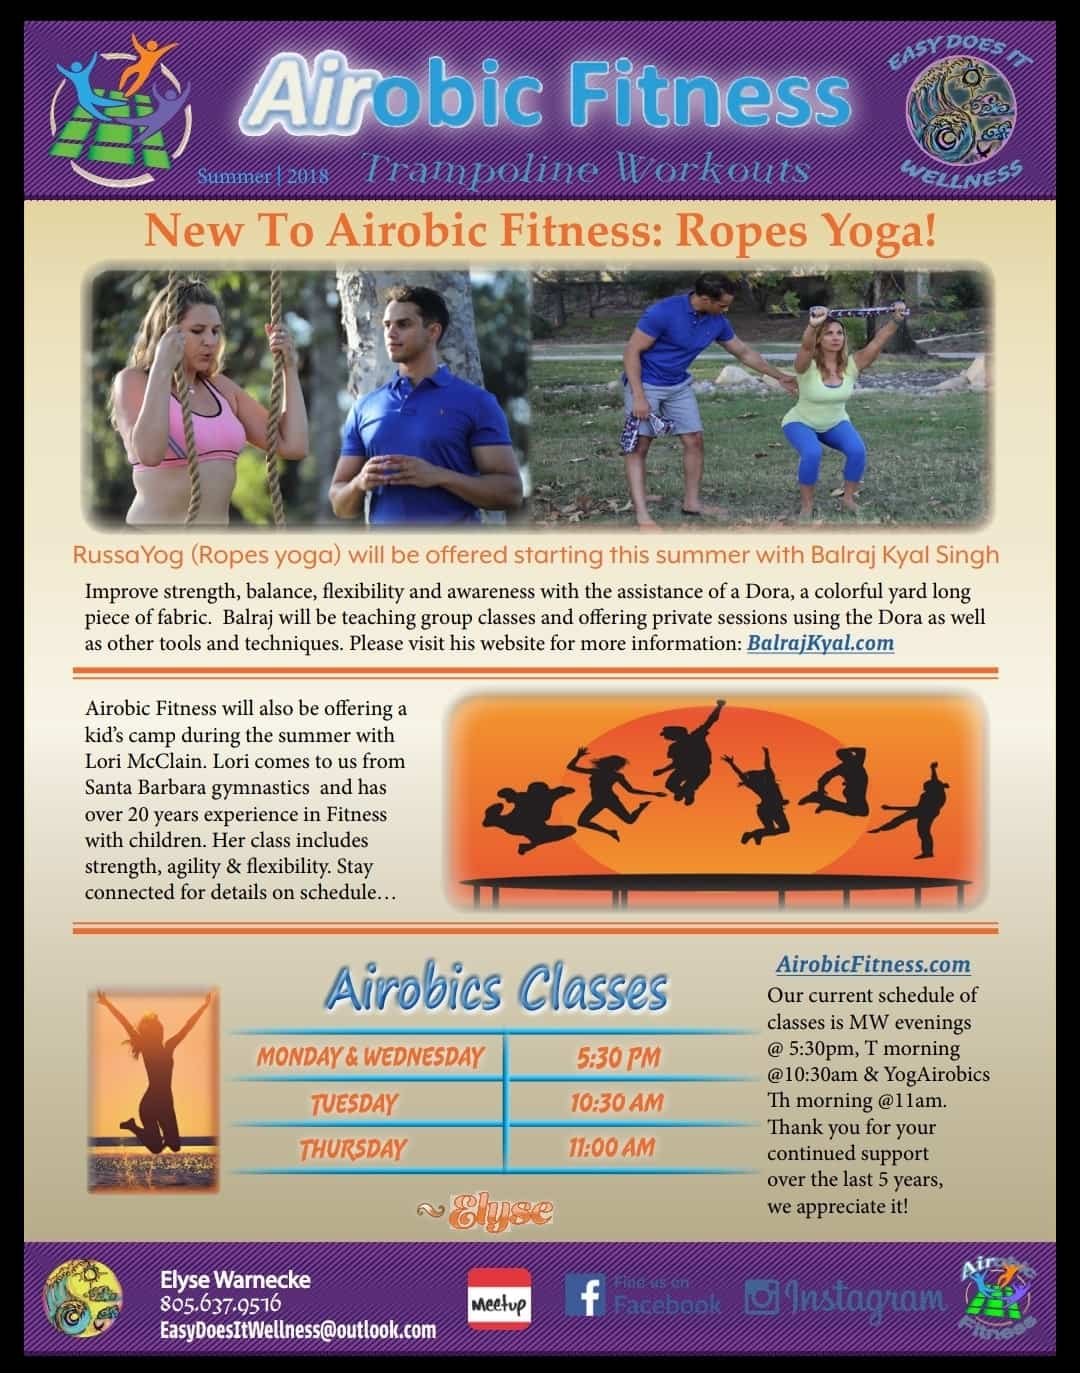 EASY DOES IT
WELLNESS
Airobic Fitness
Summer | 2018
Trampoline Workouts
New To Airobic Fitness: Ropes Yoga!
RussaYog (Ropes yoga) will be offered starting this summer with Balraj Kyal Singh
Improve strength, balance, flexibility and awareness with the assistance of a Dora, a colorful yard long
piece of fabric.  Balraj will be teaching group classes and offering private sessions using the Dora as well
as other tools and techniques. Please visit his website for more information: BalrajKyal.com
Airobic Fitness will also be offering a
kid's camp during the summer with
Lori McClain. Lori comes to us from
Santa Barbara gymnastics  and has
over 20 years experience in Fitness
with children. Her class includes
strength, agility & flexibility. Stay
connected for details on schedule…
Airobics Classes
MONDAY & WEDNESDAY 5:30 PM
TUESDAY 10:30 AM
THURSDAY 11:00 AM
~Elyse
AirobicFitness.com
Our current schedule of
classes is MW evenings
@ 5:30pm, T morning
@10:30am & YogAirobics
Th morning @11am.
Thank you for your
continued support
over the last 5 years,
we appreciate it!
Elyse Warnecke
805.637.9516
EasyDoesItWellness@outlook.com
Meetup
Find us on
Facebook
Instagram
Airobic
Fitness